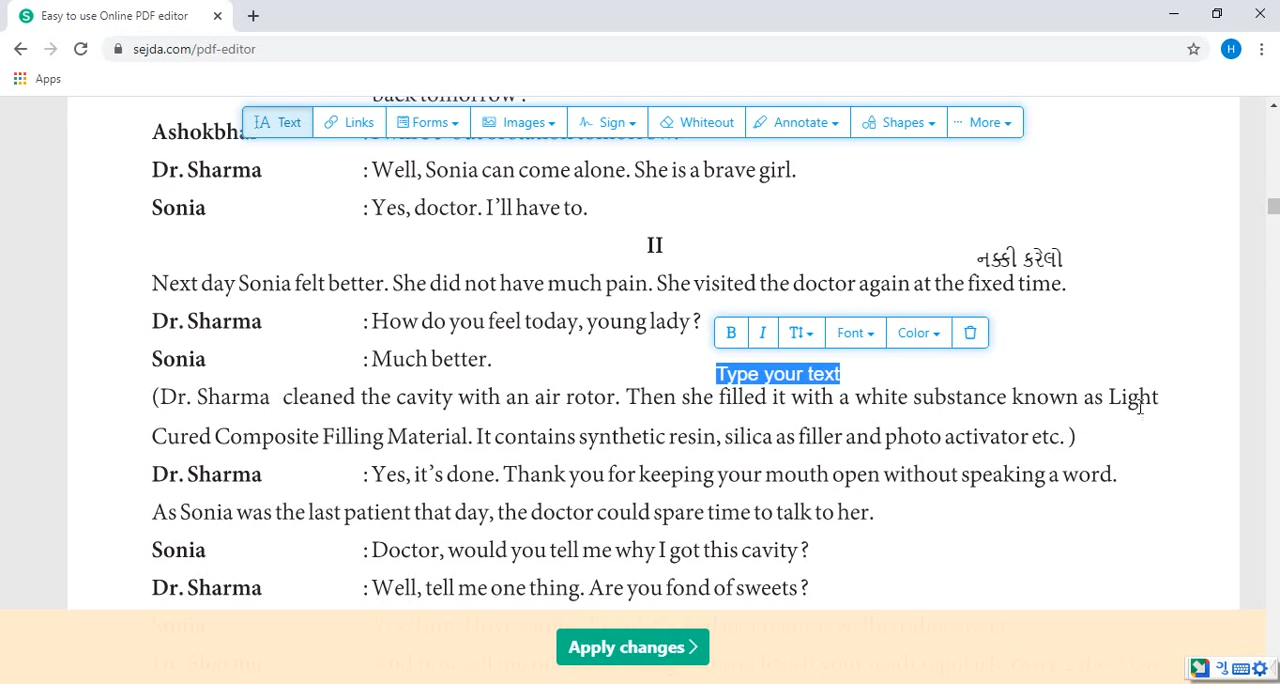 Easy to use Online PDF editor
sejda.com/pdf-editor
H
Apps
back tomorrow?
Text Links Forms Images Sign Whiteout Annotate Shapes More
Ashokbhai
Dr. Sharma : Well, Sonia can come alone. She is a brave girl.
Sonia : Yes, doctor. I'll have to.
II
નક્કી કરેલો
Next day Sonia felt better. She did not have much pain. She visited the doctor again at the fixed time.
Dr. Sharma : How do you feel today, young lady?
B I T Font Color
Sonia : Much better.
Type your text
(Dr. Sharma cleaned the cavity with an air rotor. Then she filled it with a white substance known as Light
Cured Composite Filling Material. It contains synthetic resin, silica as filler and photo activator etc. )
Dr. Sharma : Yes, it's done. Thank you for keeping your mouth open without speaking a word.
As Sonia was the last patient that day, the doctor could spare time to talk to her.
Sonia : Doctor, would you tell me why I got this cavity?
Dr. Sharma : Well, tell me one thing. Are you fond of sweets?
Sonia
Apply changes
Dr. Sharma